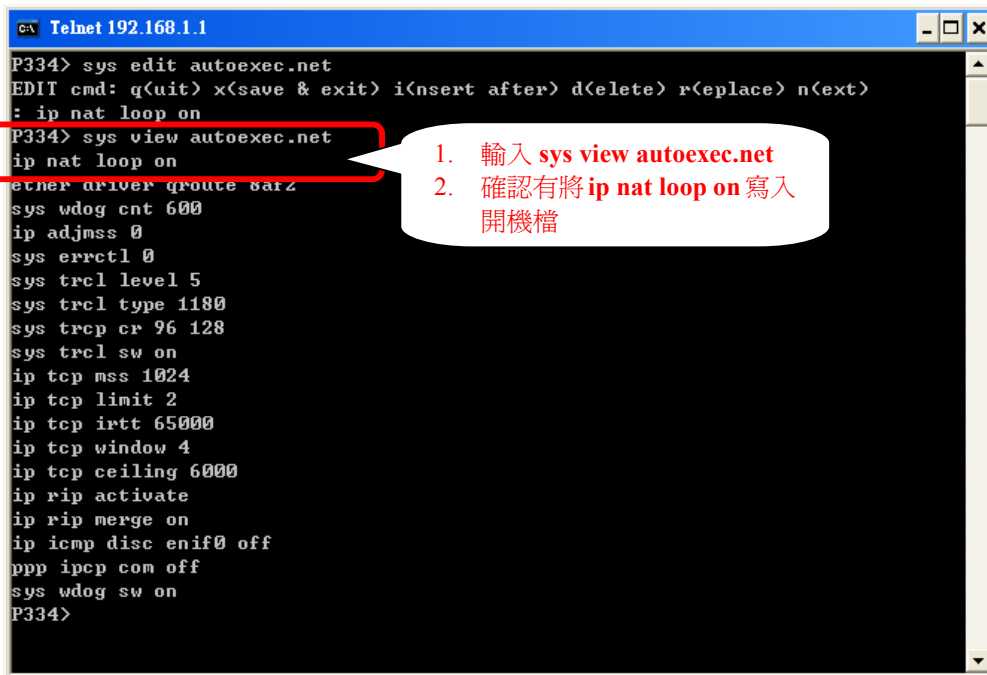 Telnet 192.168.1.1
P334> sys edit autoexec.net
EDIT cmd: q(uit) x(save & exit) i(nsert after) d(elete) r(eplace) n(ext)
: ip nat loop on
P334> sys view autoexec.net
ip nat loop on
ether driver qroute 8af2
sys wdog cnt 600
ip adjmss 0
sys errctl 0
sys trcl level 5
sys trcl type 1180
sys trcp cr 96 128
sys trcl sw on
ip tcp mss 1024
ip tcp limit 2
ip tcp irtt 65000
ip tcp window 4
ip tcp ceiling 6000
ip rip activate
ip rip merge on
ip icmp disc enif0 off
ppp ipcp com off
sys wdog sw on
P334>
1. 輸入 sys view autoexec.net
2. 確認有將 ip nat loop on 寫入
開機檔